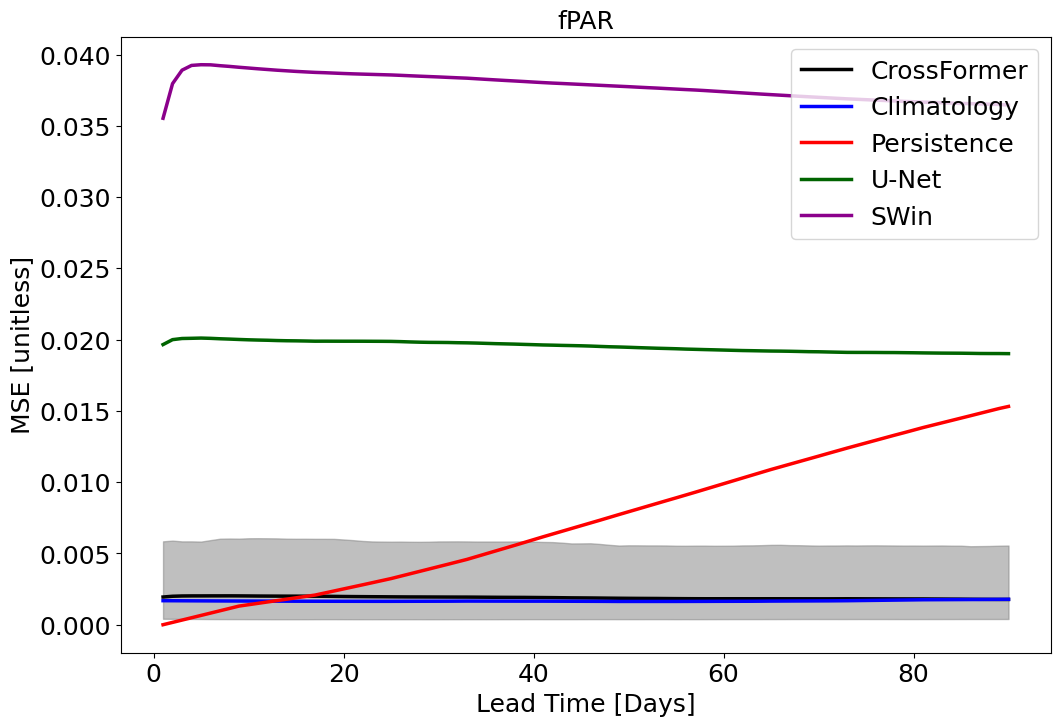 fPAR
MSE [unitless]
0.040
0.035
0.030
0.025
0.020
0.015
0.010
0.005
0.000
CrossFormer
Climatology
Persistence
U-Net
SWin
0 20 40 60 80
Lead Time [Days]